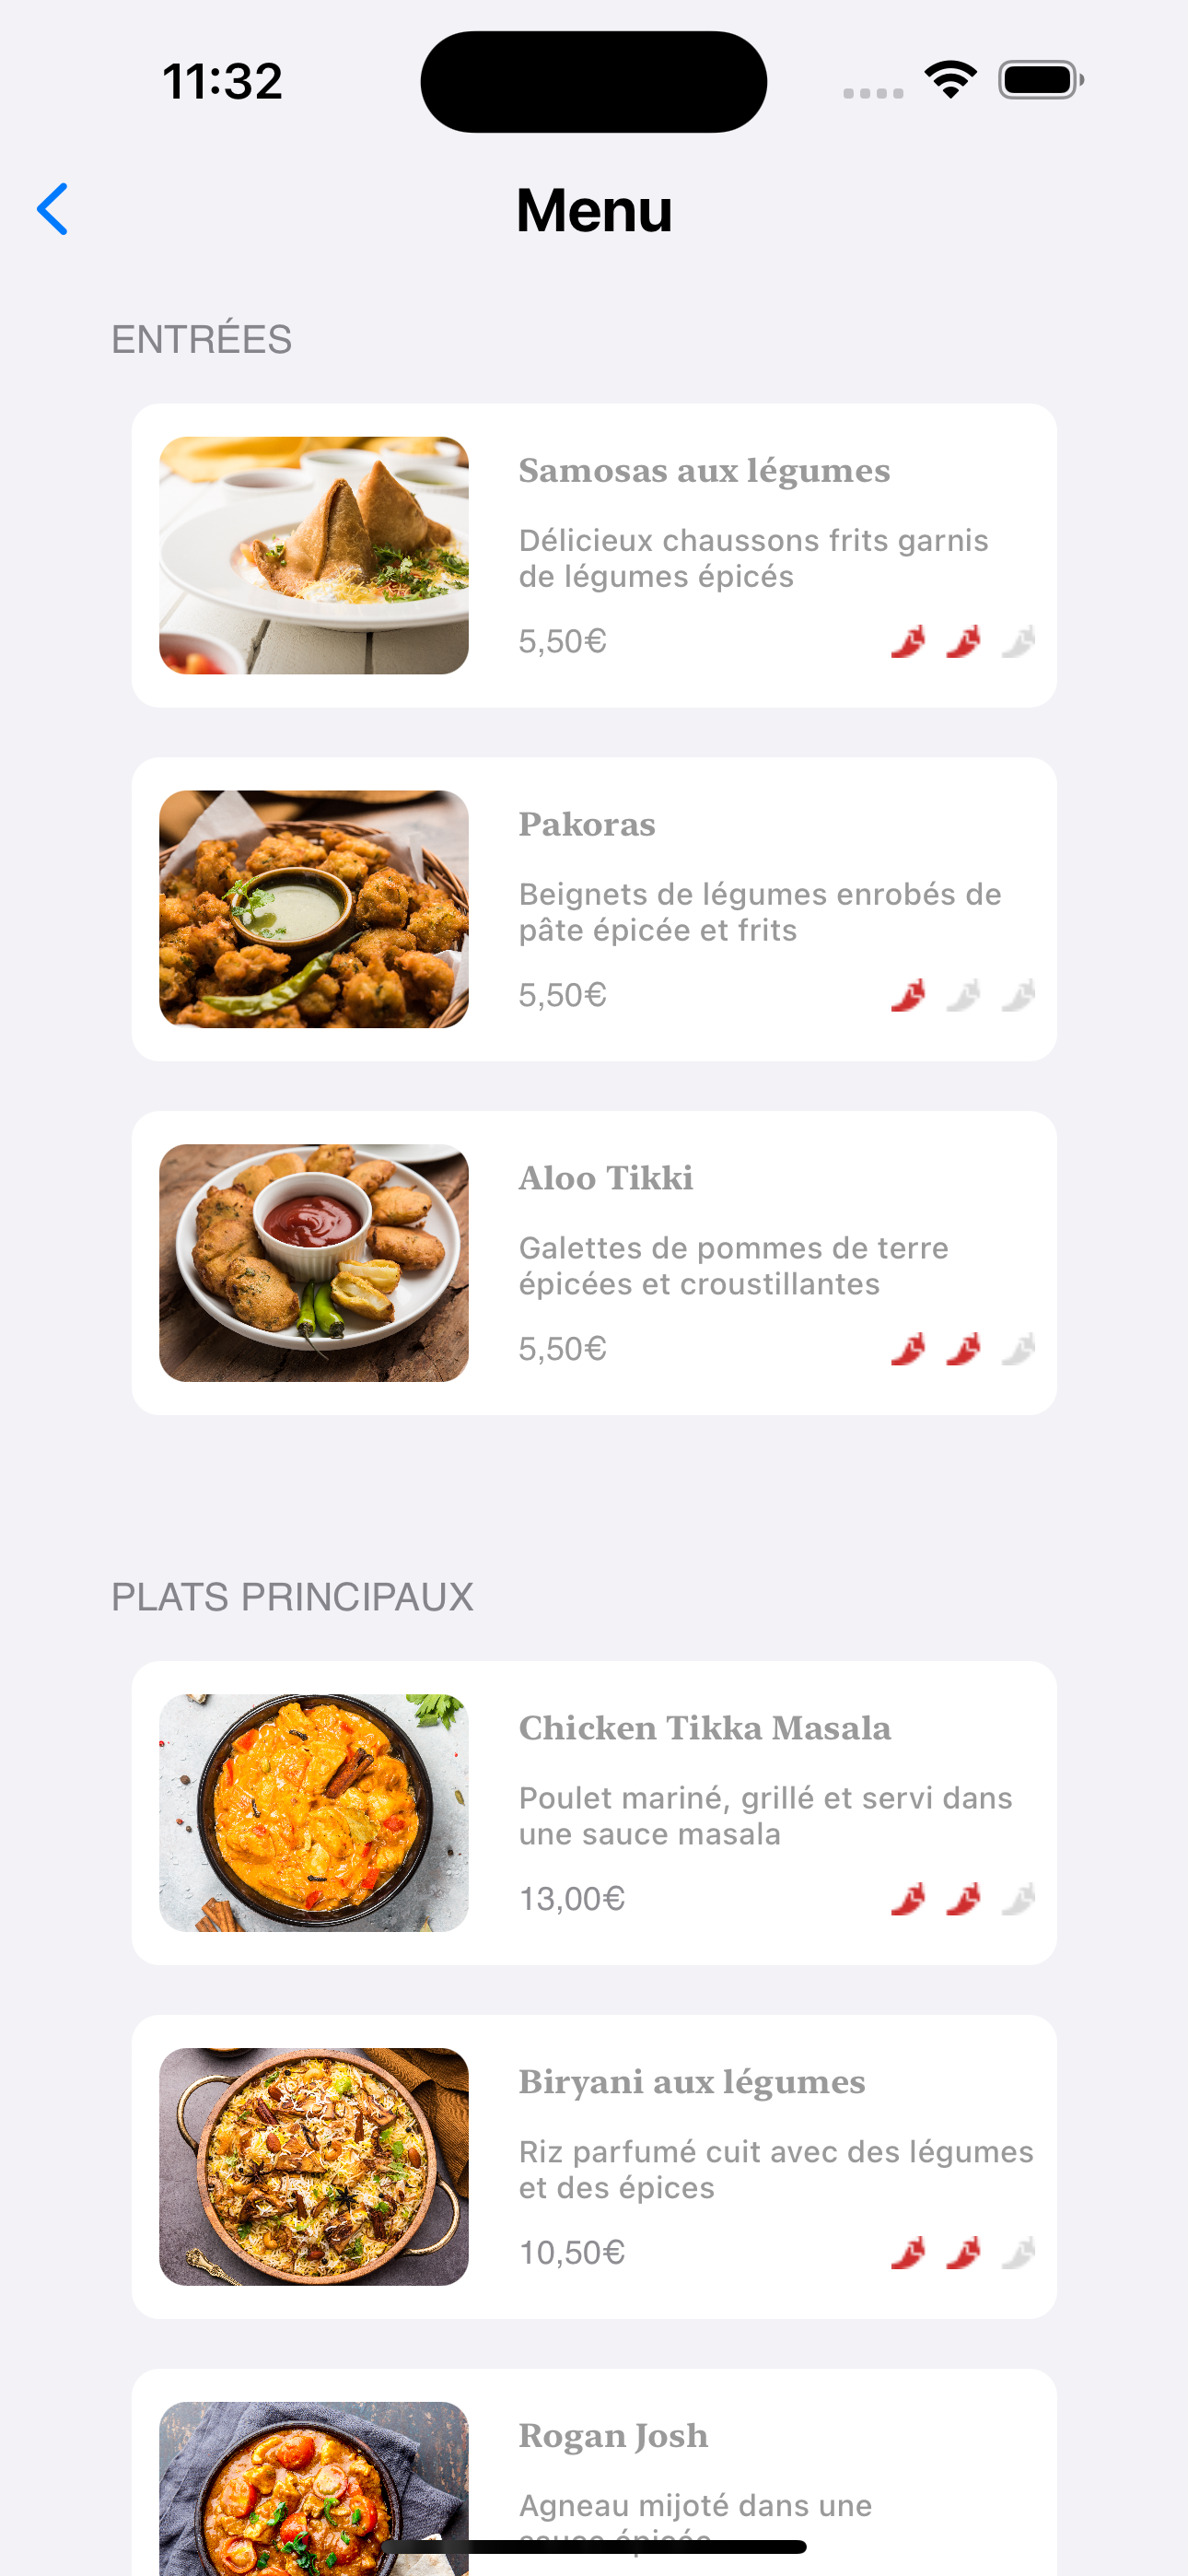 11:32
Menu
ENTRÉES
Samosas aux légumes
Délicieux chaussons frits garnis
de légumes épicés
5,50€
Pakoras
Beignets de légumes enrobés de
pâte épicée et frits
5,50€
Aloo Tikki
Galettes de pommes de terre
épicées et croustillantes
5,50€
PLATS PRINCIPAUX
Chicken Tikka Masala
Poulet mariné, grillé et servi dans
une sauce masala
13,00€
Biryani aux légumes
Riz parfumé cuit avec des légumes
et des épices
10,50€
Rogan Josh
Agneau mijoté dans une
sauce épicée